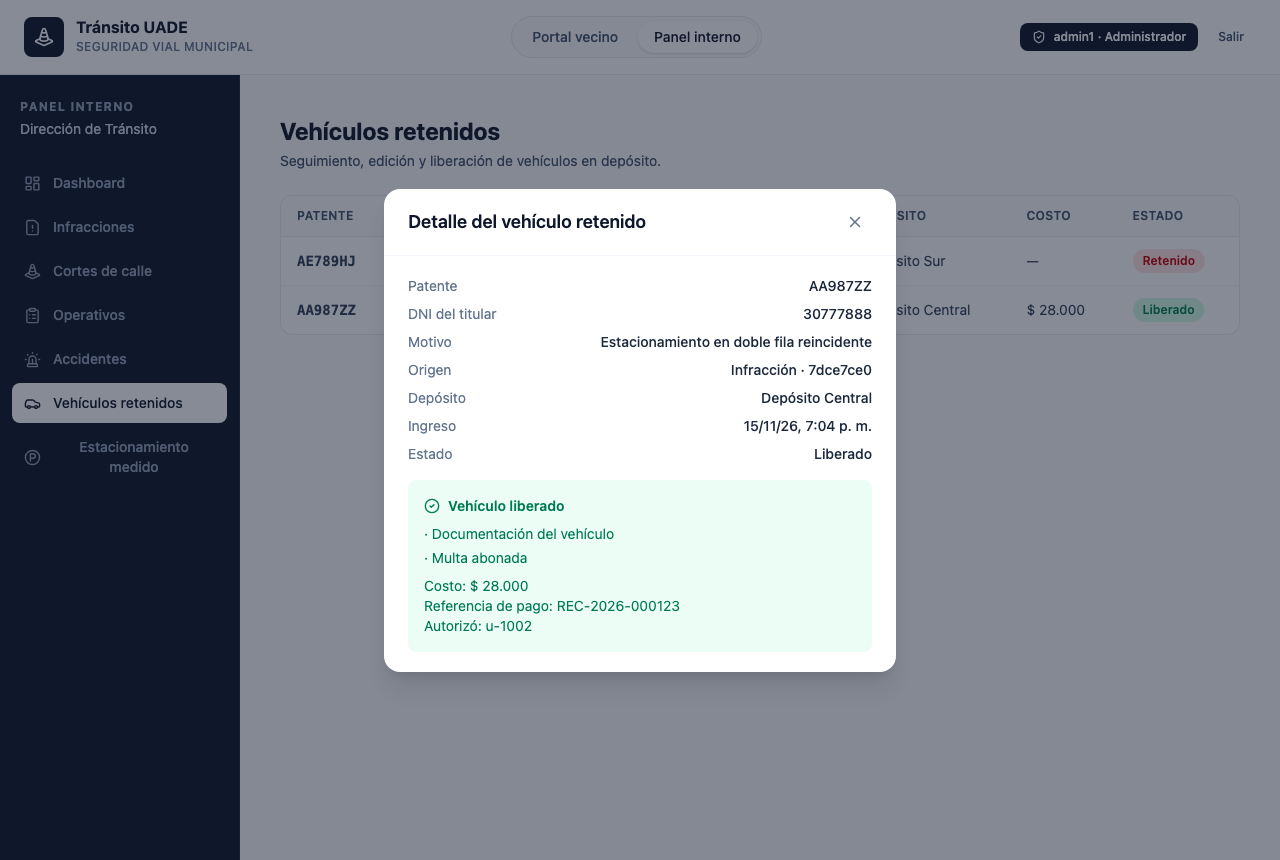 Tránsito UADE
SEGURIDAD VIAL MUNICIPAL
Portal vecino
Panel interno
admin1 · Administrador
Salir
PANEL INTERNO
Dirección de Tránsito
Dashboard
Infracciones
Cortes de calle
Operativos
Accidentes
Vehículos retenidos
Estacionamiento
medido
Vehículos retenidos
Seguimiento, edición y liberación de vehículos en depósito.
PATENTE COSTO ESTADO
AE789HJ Sur — Retenido
AA987ZZ Central $ 28.000 Liberado
Detalle del vehículo retenido
Patente AA987ZZ
DNI del titular 30777888
Motivo Estacionamiento en doble fila reincidente
Origen Infracción · 7dce7ce0
Depósito Depósito Central
Ingreso 15/11/26, 7:04 p. m.
Estado Liberado
Vehículo liberado
· Documentación del vehículo
· Multa abonada
Costo: $ 28.000
Referencia de pago: REC-2026-000123
Autorizó: u-1002